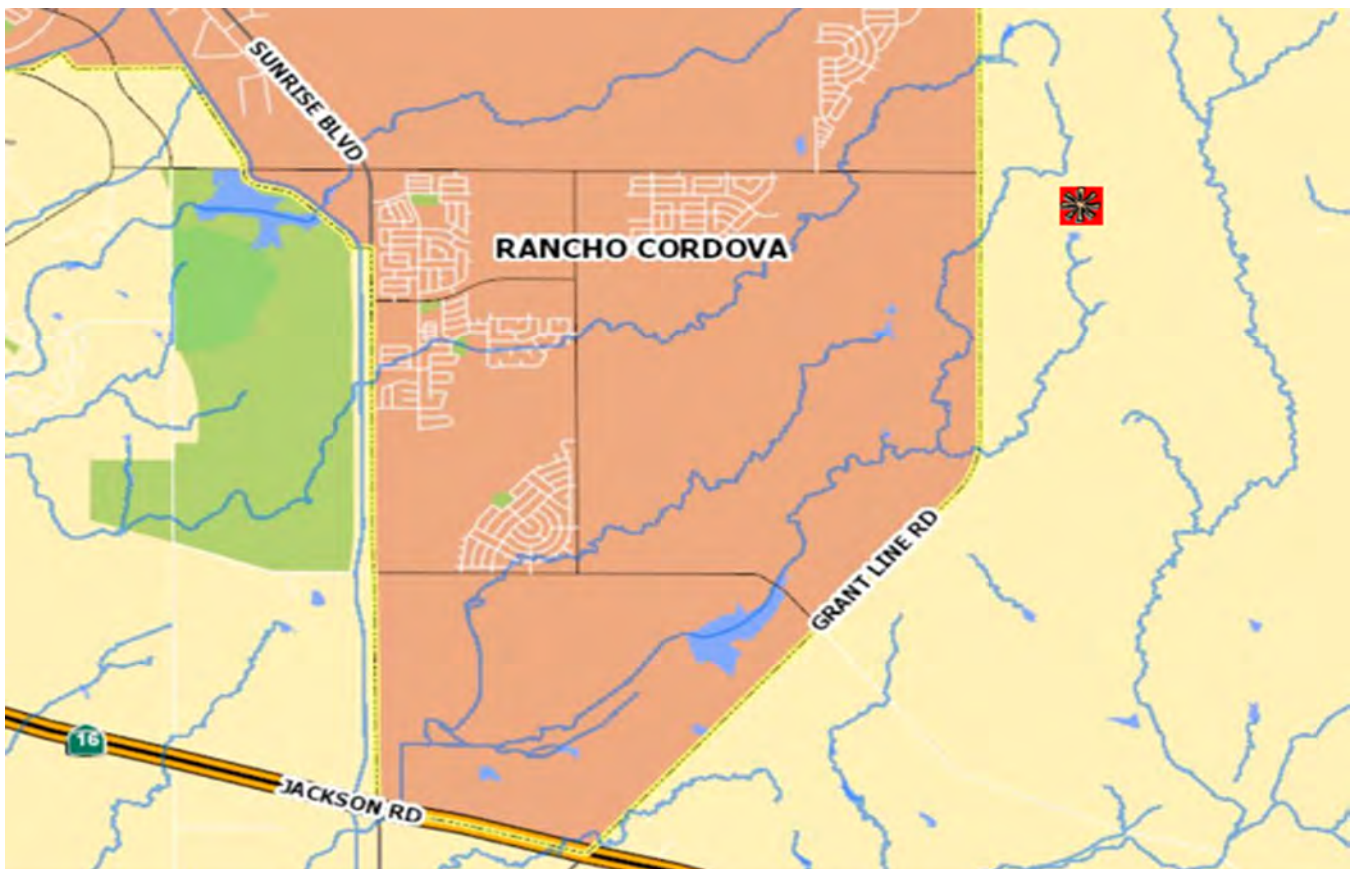 SUNRISE BLVD
RANCHO CORDOVA
GRANT LINE RD
16
JACKSON RD